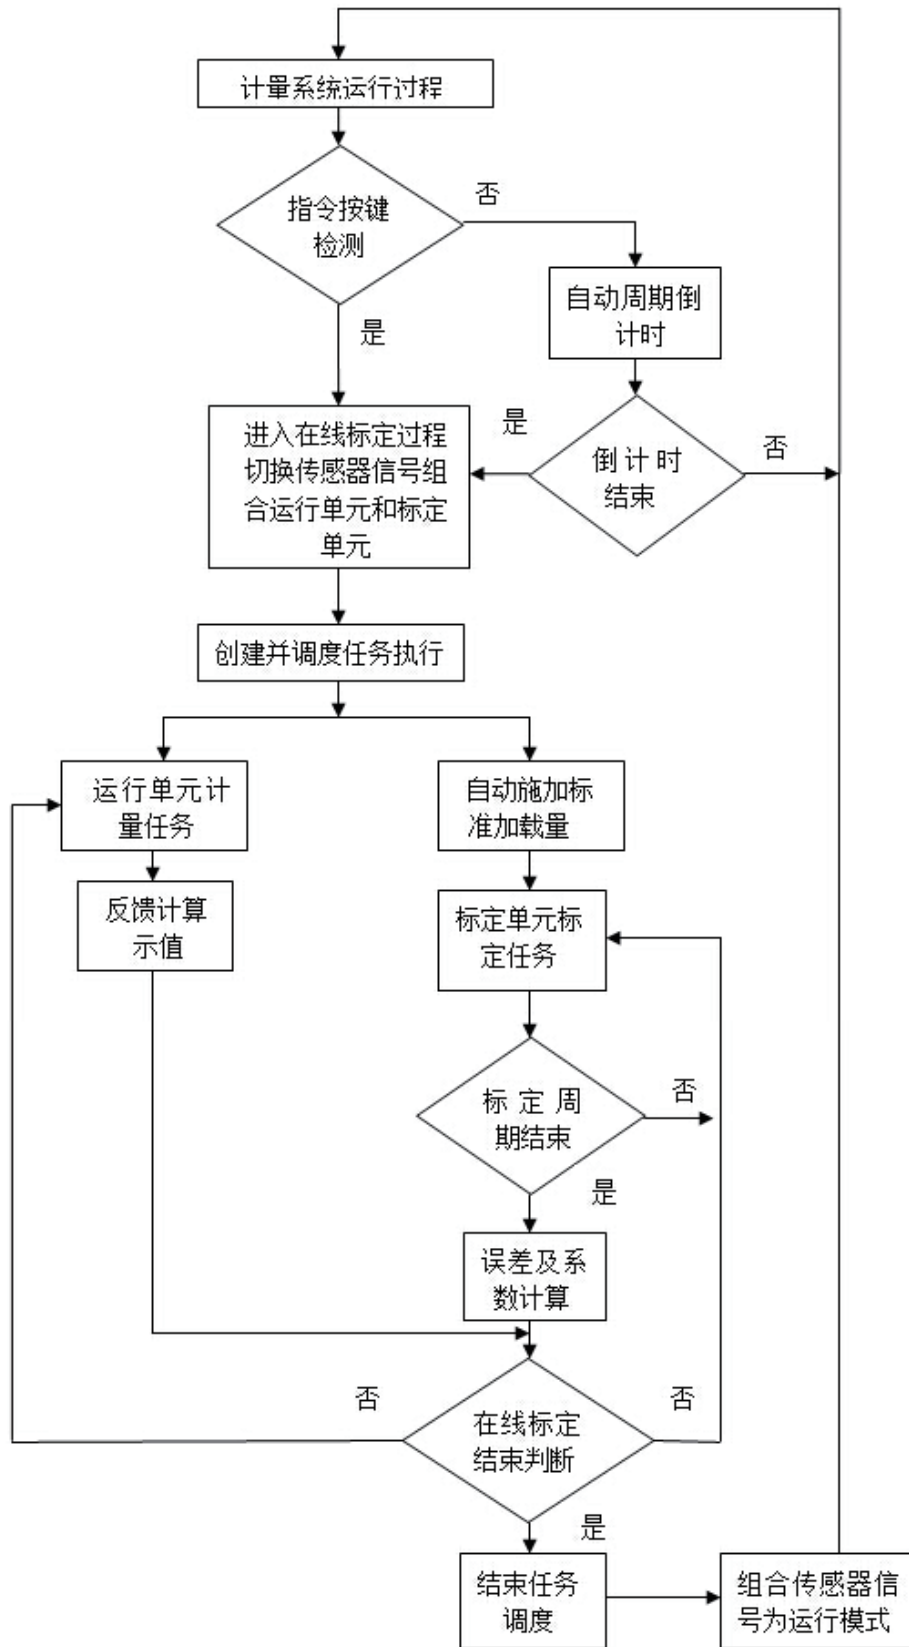 计量系统运行过程
指令按键
检测
否
自动周期倒
计时
是
进入在线标定过程
切换传感器信号组
合运行单元和标定
单元
是
倒计时
结束
否
创建并调度任务执行
运行单元计
量任务
自动施加标
准加载量
反馈计算
示值
标定单元标
定任务
标定周
期结束
否
是
误差及系
数计算
否
在线标定
结束判断
否
是
结束任务
调度
组合传感器信
号为运行模式